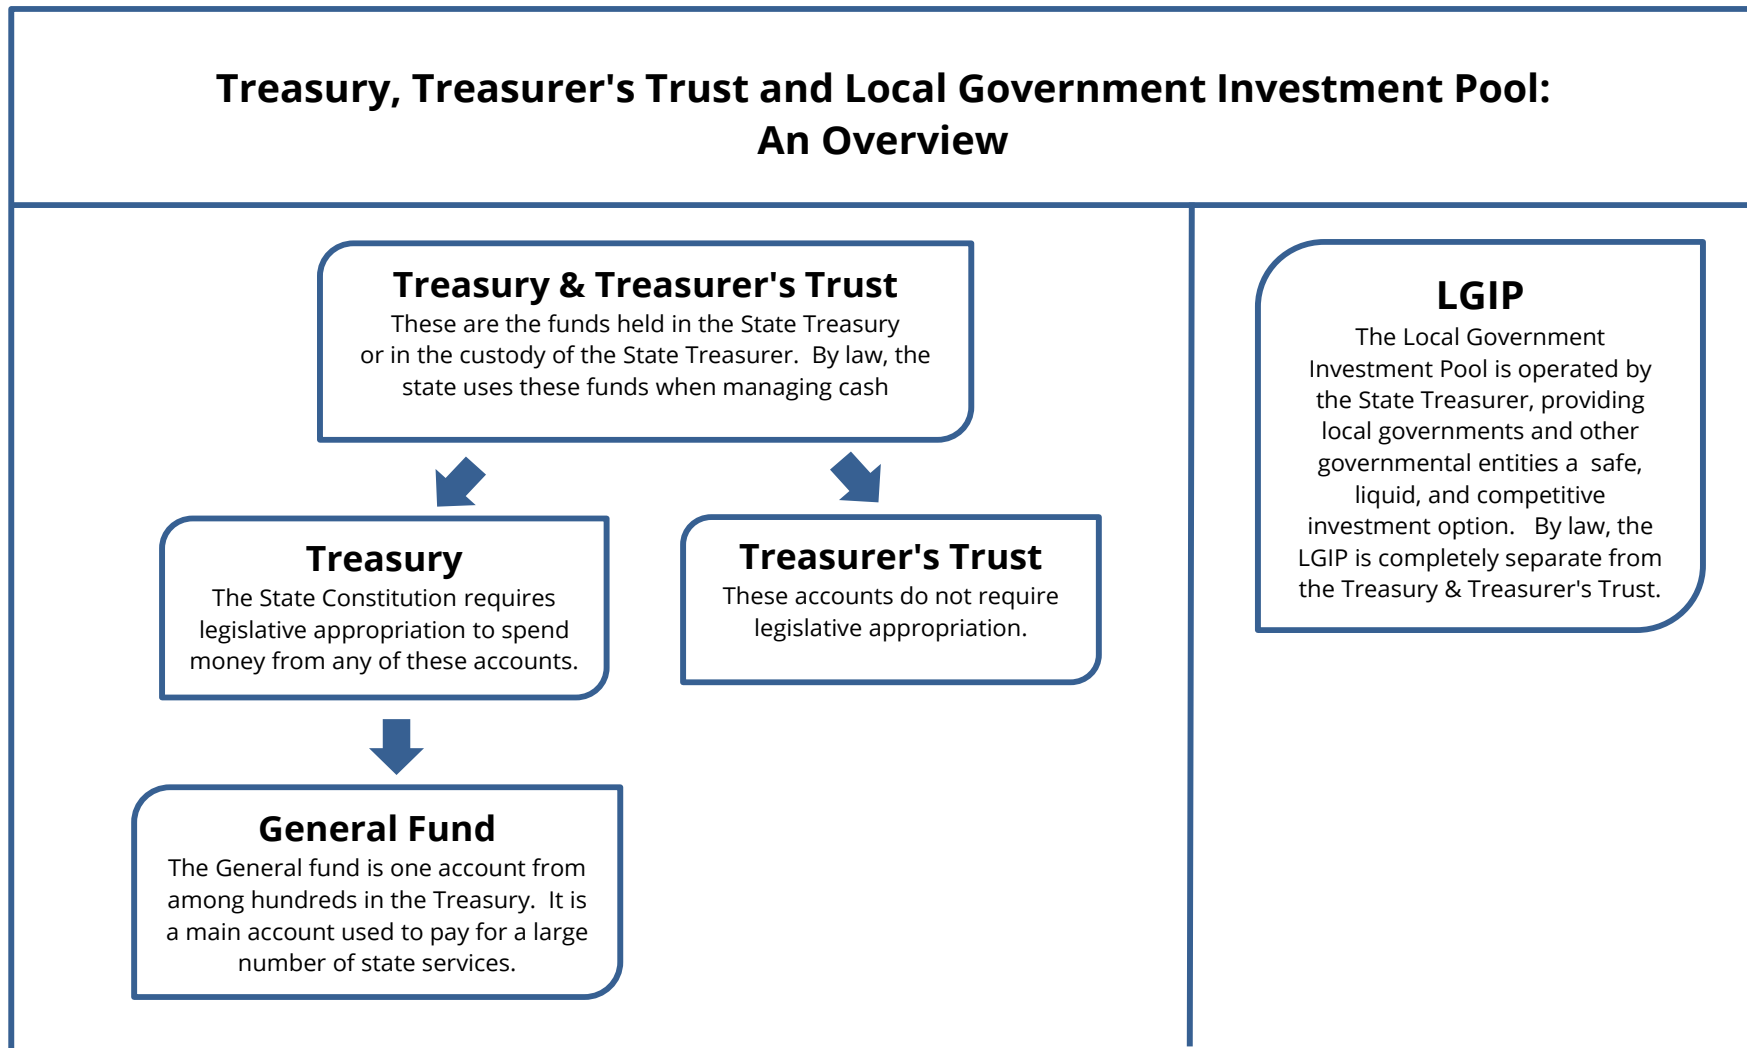 Treasury, Treasurer's Trust and Local Government Investment Pool:
An Overview
Treasury & Treasurer's Trust
These are the funds held in the State Treasury
or in the custody of the State Treasurer.  By law, the
state uses these funds when managing cash
Treasury
The State Constitution requires
legislative appropriation to spend
money from any of these accounts.
Treasurer's Trust
These accounts do not require
legislative appropriation.
General Fund
The General fund is one account from
among hundreds in the Treasury.  It is
a main account used to pay for a large
number of state services.
LGIP
The Local Government
Investment Pool is operated by
the State Treasurer, providing
local governments and other
governmental entities a  safe,
liquid, and competitive
investment option.   By law, the
LGIP is completely separate from
the Treasury & Treasurer's Trust.